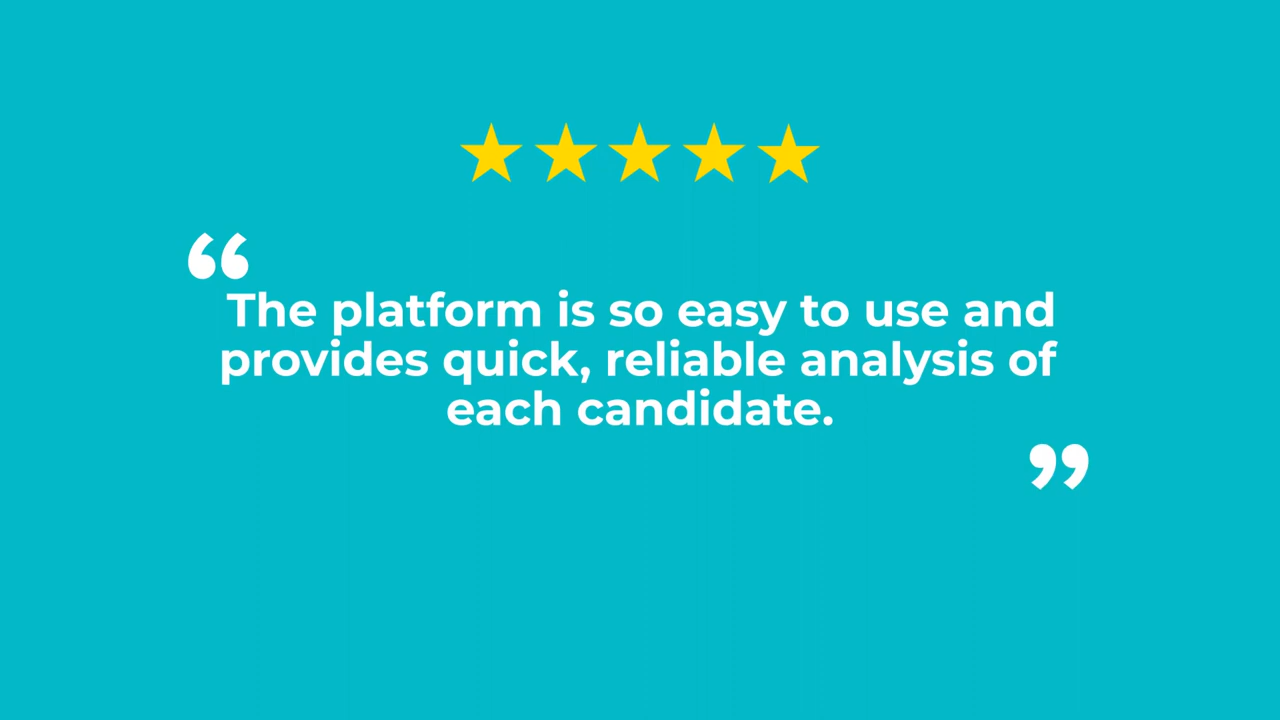 “
The platform is so easy to use and
provides quick, reliable analysis of
each candidate.
”